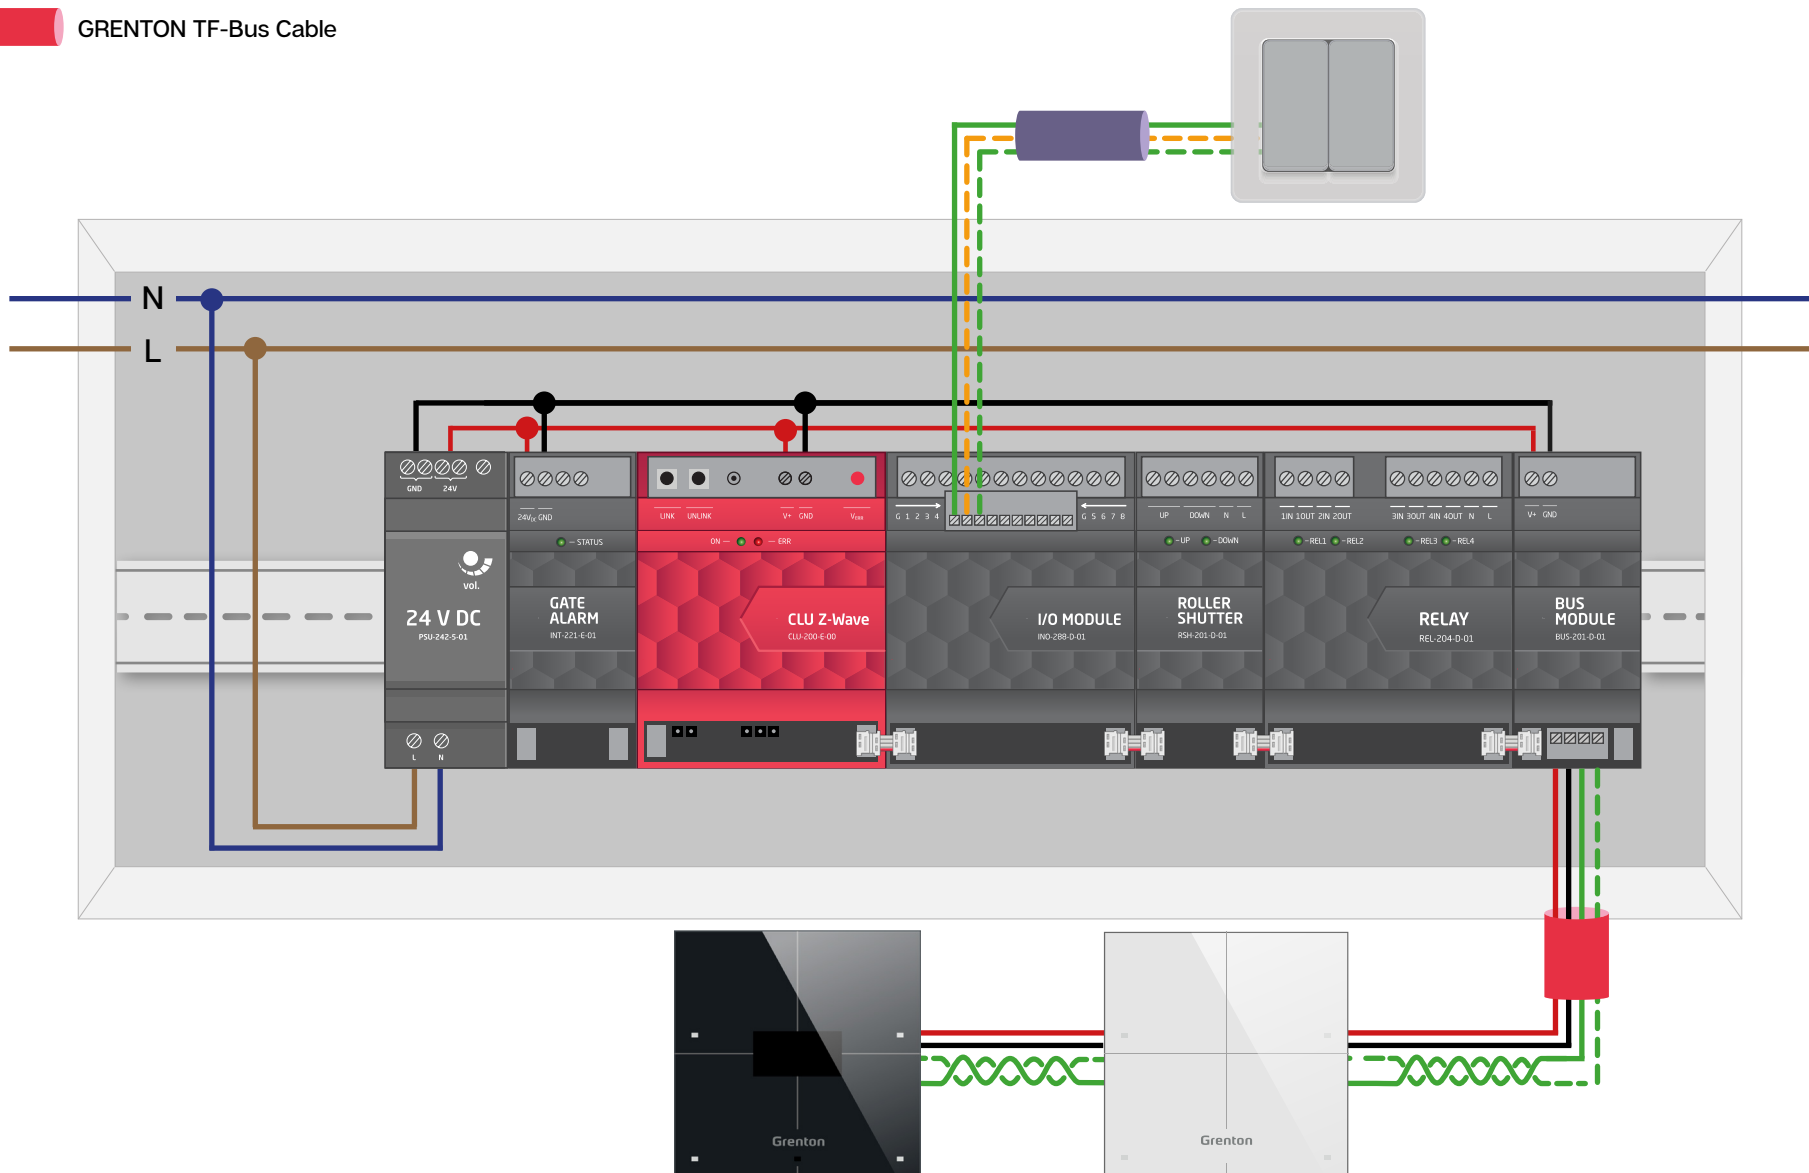 GRENTON TF-Bus Cable
N
L
GND 24V
24VDC GND
LINK UNLINK V+ GND VERR
G 1 2 3 4
G 5 6 7 8
UP DOWN N L
1IN 1OUT 2IN 2OUT
3IN 3OUT 4IN 4OUT N L
V+ GND
STATUS
ON ERR
UP DOWN
REL1 REL2
REL3 REL4
vol.
24 V DC
PSU-242-5-01
GATE
ALARM
INT-221-E-01
CLU Z-Wave
CLU-200-E-00
I/O MODULE
INO-288-D-01
ROLLER
SHUTTER
RSH-201-D-01
RELAY
REL-204-D-01
BUS
MODULE
BUS-201-D-01
L N
Grenton
Grenton